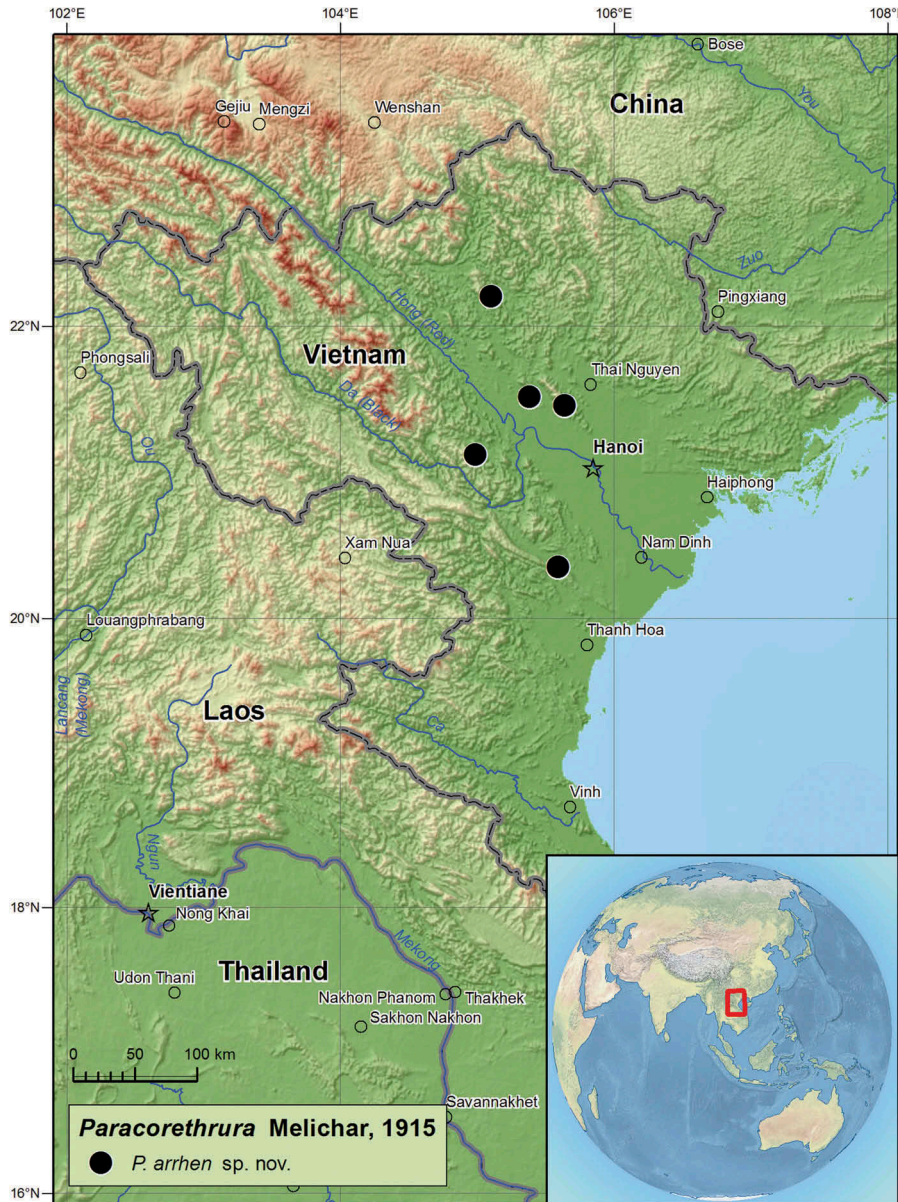 102°E
104°E
106°E
108°
Bose
China
You
Gejiu
Mengzi
Wenshan
Zuo
Pingxiang
Hong (Red)
22°N
Vietnam
Phongsali
Thai Nguyen
Da (Black)
Ou
Hanoi
Haiphong
Xam Nua
Nam Dinh
20°N
Louangphrabang
Thanh Hoa
Lancang
(Mekong)
Laos
Ca
Vinh
Ngun
Vientiane
18°N
Nong Khai
Mekong
Thailand
Udon Thani
Nakhon Phanom
Thakhek
Sakhon Nakhon
0 50 100 km
Savannakhet
Paracorethrura Melichar, 1915
P. arrhen sp. nov.
16°N